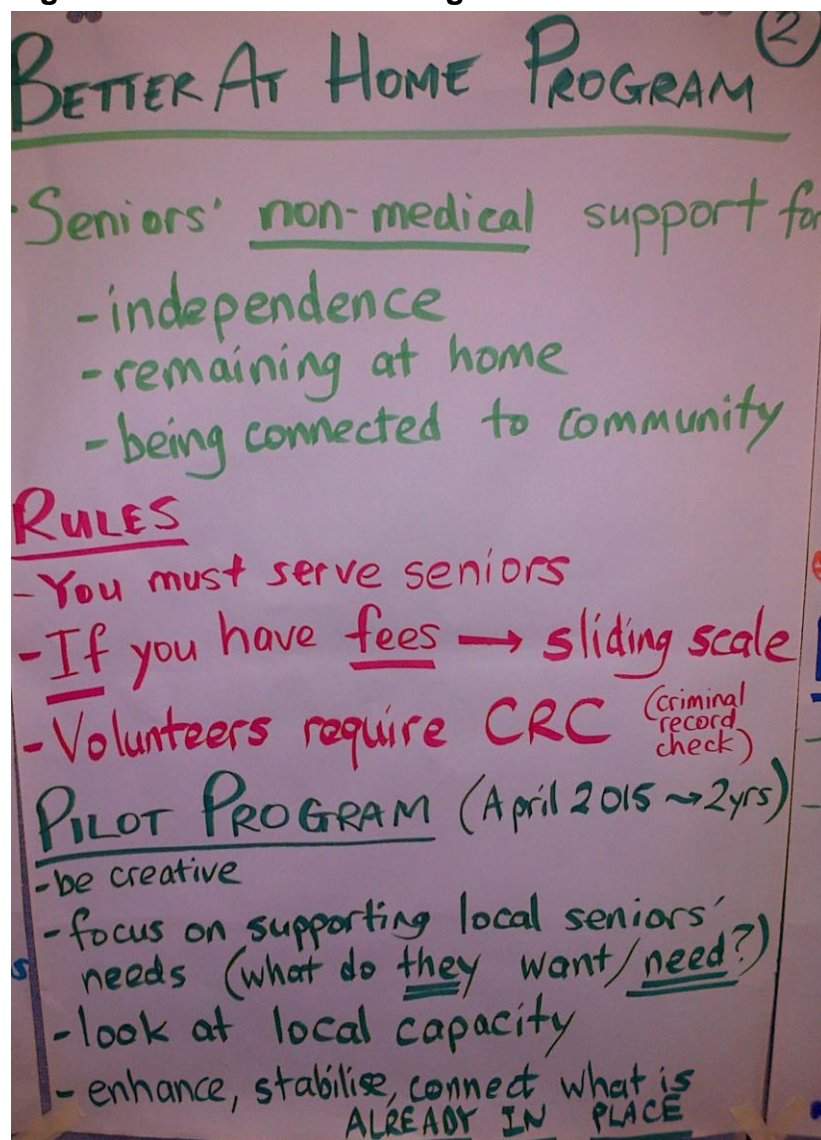 ②
BETTER AT HOME PROGRAM
·Seniors' non-medical support for
-independence
-remaining at home
-being connected to community
RULES
-You must serve seniors
-If you have fees → sliding scale
-Volunteers require CRC (criminal
record
check)
PILOT PROGRAM (April 2015 ~> 2yrs)
-be creative
-focus on supporting local seniors'
needs (what do they want/need?)
-look at local capacity
- enhance, stabilise, connect what is
ALREADY IN PLACE